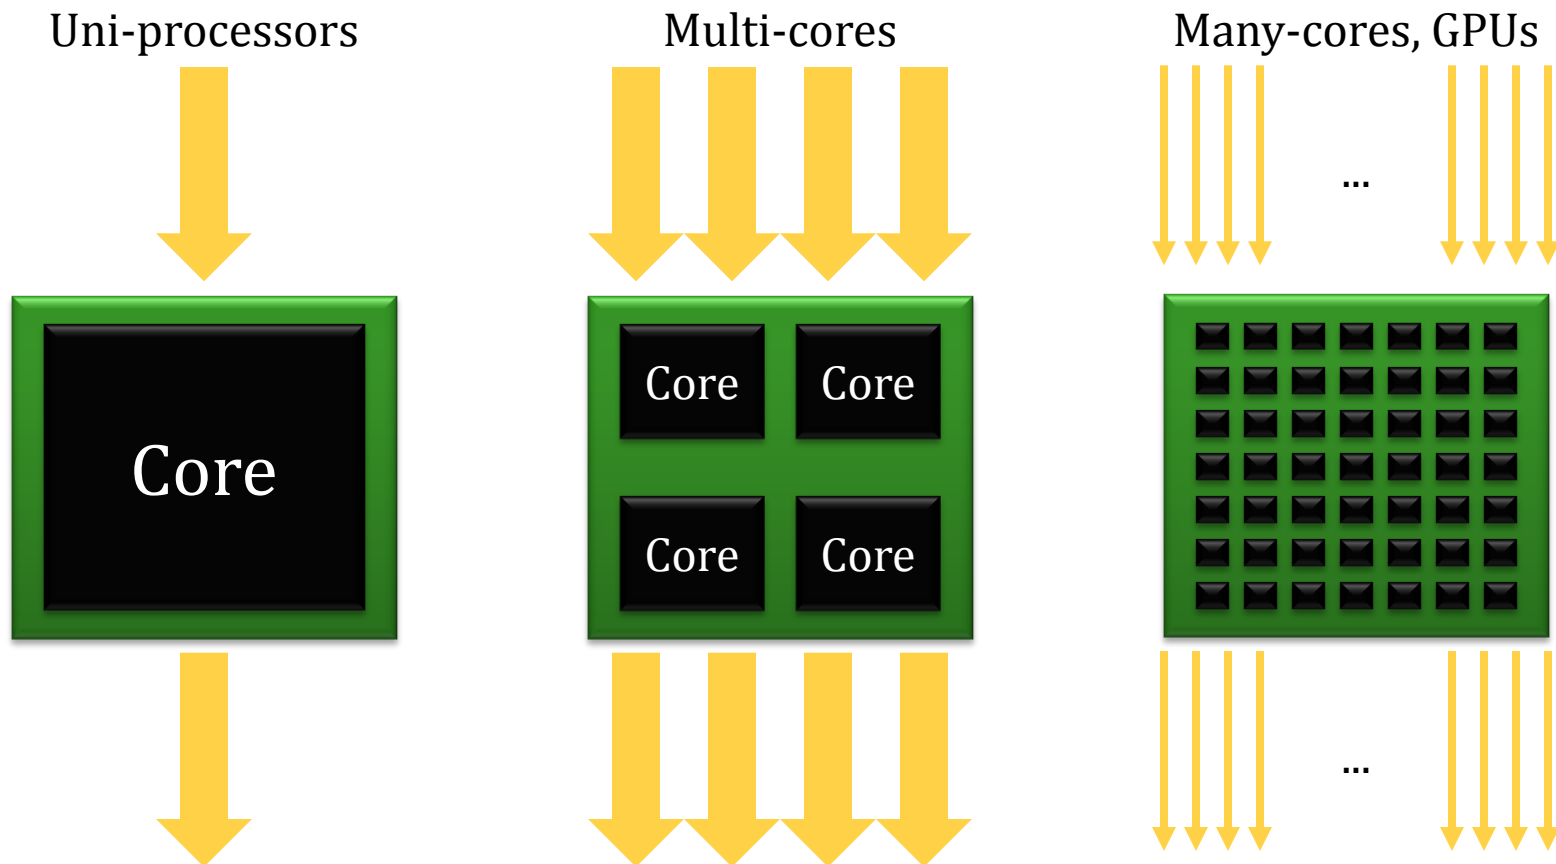 Uni-processors
Multi-cores
Many-cores, GPUs
...
Core
Core
Core
Core
Core
...